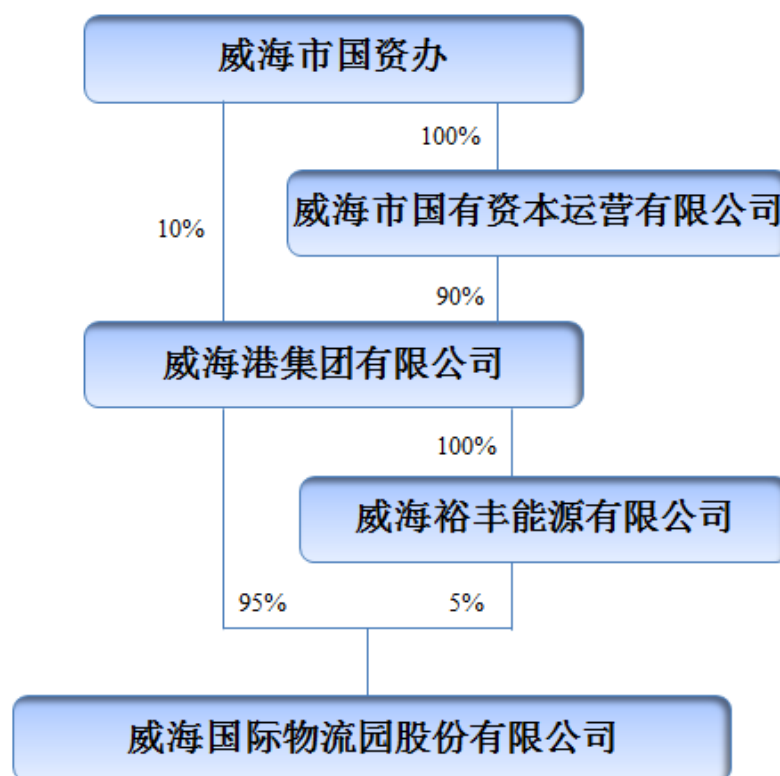 威海市国资办
100%
威海市国有资本运营有限公司
10%
90%
威海港集团有限公司
100%
威海裕丰能源有限公司
95%
5%
威海国际物流园股份有限公司